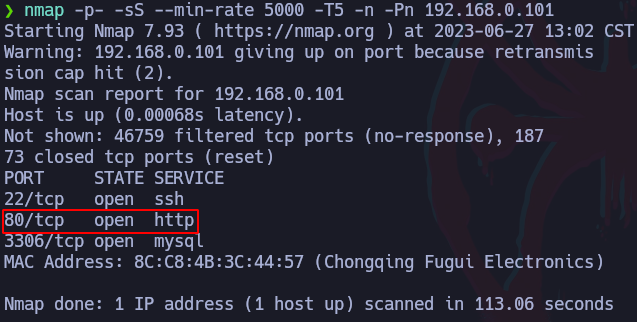 ❯ nmap -p- -sS --min-rate 5000 -T5 -n -Pn 192.168.0.101
Starting Nmap 7.93 ( https://nmap.org ) at 2023-06-27 13:02 CST
Warning: 192.168.0.101 giving up on port because retransmis
sion cap hit (2).
Nmap scan report for 192.168.0.101
Host is up (0.00068s latency).
Not shown: 46759 filtered tcp ports (no-response), 187
73 closed tcp ports (reset)
PORT     STATE SERVICE
22/tcp   open  ssh
80/tcp   open  http
3306/tcp open  mysql
MAC Address: 8C:C8:4B:3C:44:57 (Chongqing Fugui Electronics)
Nmap done: 1 IP address (1 host up) scanned in 113.06 seconds